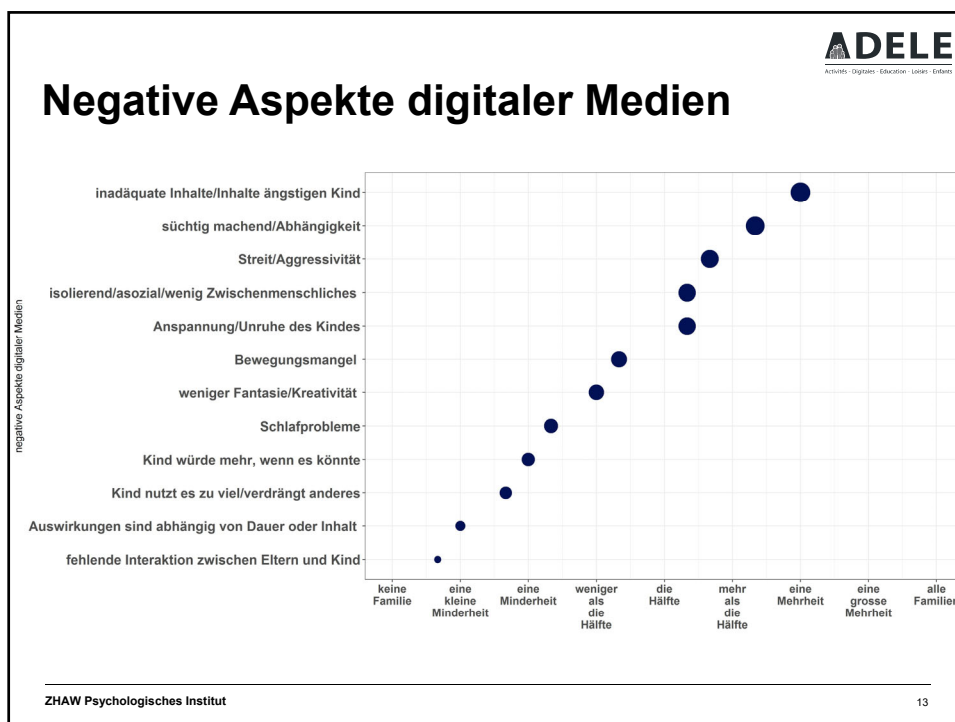 ADELE
Activités - Digitales - Education - Loisirs - Enfants
Negative Aspekte digitaler Medien
negative Aspekte digitaler Medien
inadäquate Inhalte/Inhalte ängstigen Kind
süchtig machend/Abhängigkeit
Streit/Aggressivität
isolierend/asozial/wenig Zwischenmenschliches
Anspannung/Unruhe des Kindes
Bewegungsmangel
weniger Fantasie/Kreativität
Schlafprobleme
Kind würde mehr, wenn es könnte
Kind nutzt es zu viel/verdrängt anderes
Auswirkungen sind abhängig von Dauer oder Inhalt
fehlende Interaktion zwischen Eltern und Kind
keine
Familie
eine
kleine
Minderheit
eine
Minderheit
weniger
als
die
Hälfte
die
Hälfte
mehr
als
die
Hälfte
eine
Mehrheit
eine
grosse
Mehrheit
alle
Familien
ZHAW Psychologisches Institut
13